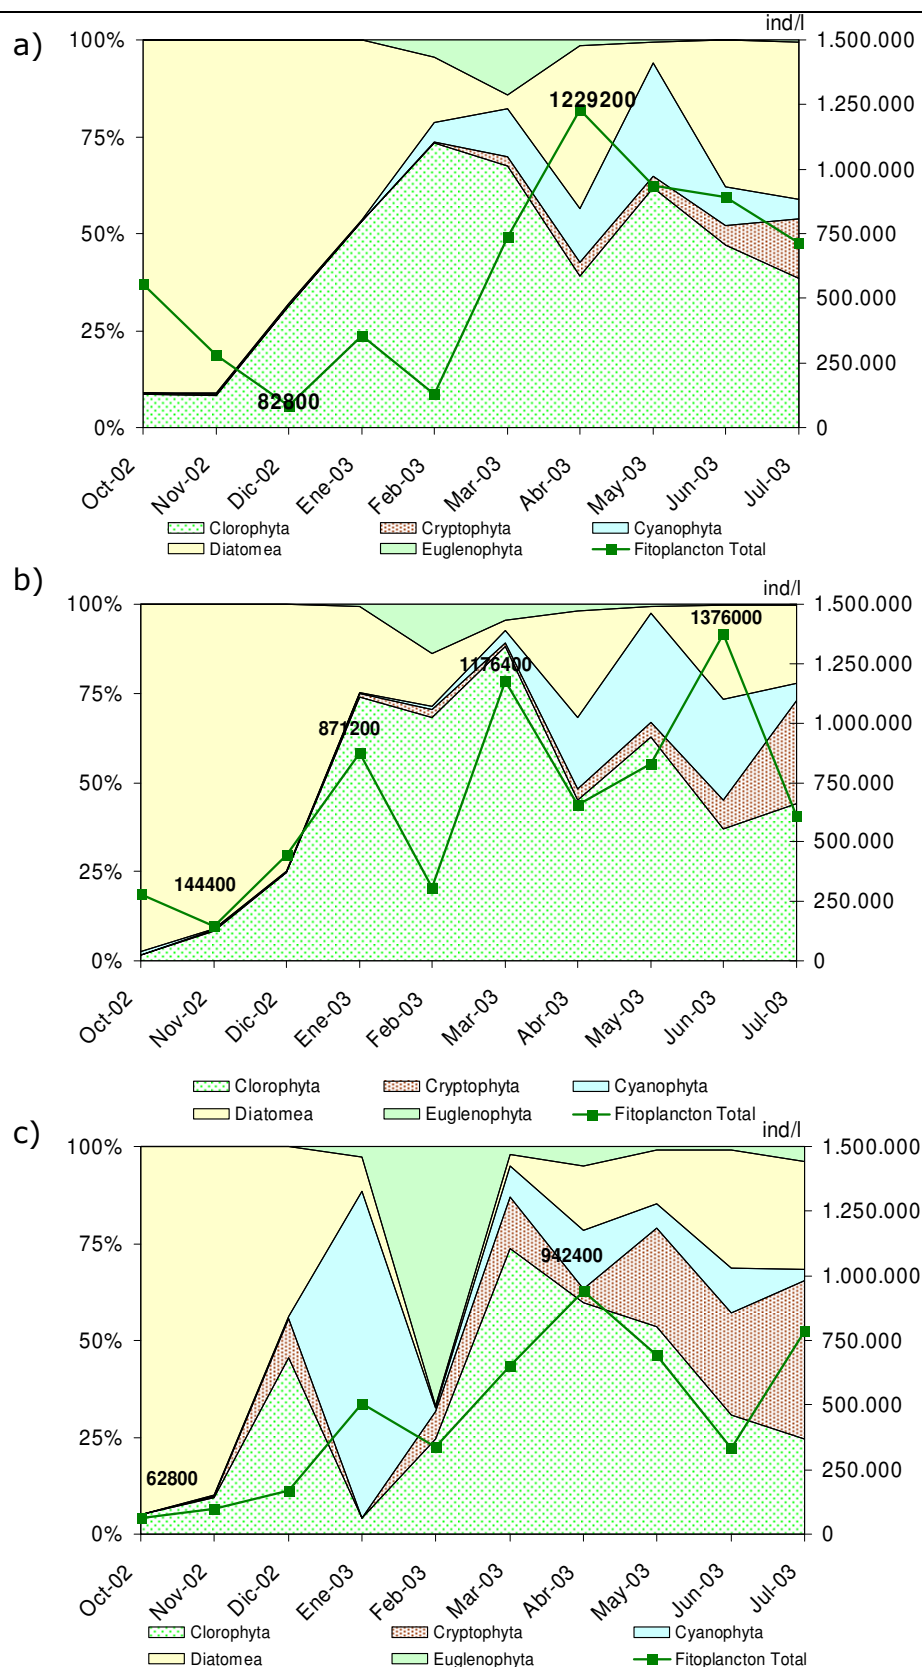 a)
ind/l
100%
1.500.000
1.250.000
1229200
75%
1.000.000
50%
750.000
500.000
25%
250.000
82800
0%
0
Oct-02 Nov-02 Dic-02 Ene-03 Feb-03 Mar-03 Abr-03 May-03 Jun-03 Jul-03
Clorophyta Cryptophyta Cyanophyta
Diatomea Euglenophyta Fitoplancton Total
b)
ind/l
100%
1.500.000
1376000
1.250.000
1176400
75%
871200
1.000.000
50%
750.000
500.000
25%
144400
250.000
0%
0
Oct-02 Nov-02 Dic-02 Ene-03 Feb-03 Mar-03 Abr-03 May-03 Jun-03 Jul-03
Clorophyta Cryptophyta Cyanophyta
Diatomea Euglenophyta Fitoplancton Total
c)
ind/l
100%
1.500.000
1.250.000
75%
942400
1.000.000
50%
750.000
500.000
25%
62800
250.000
0%
0
Oct-02 Nov-02 Dic-02 Ene-03 Feb-03 Mar-03 Abr-03 May-03 Jun-03 Jul-03
Clorophyta Cryptophyta Cyanophyta
Diatomea Euglenophyta Fitoplancton Total